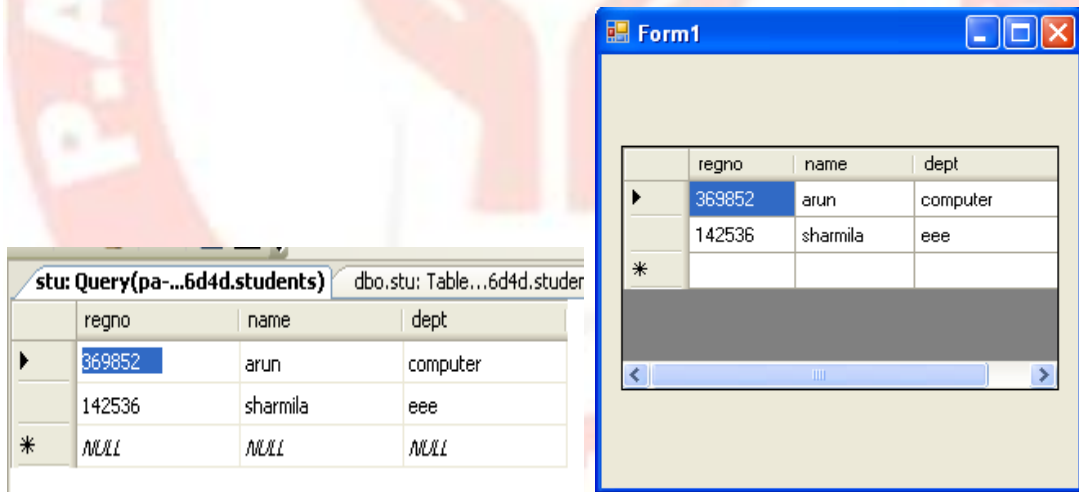 P.A
Form1
regno name dept
369852 arun computer
142536 sharmila eee
stu: Query(pa-...6d4d.students) dbo.stu: Table...6d4d.studen
regno name dept
369852 arun computer
142536 sharmila eee
NULL NULL NULL